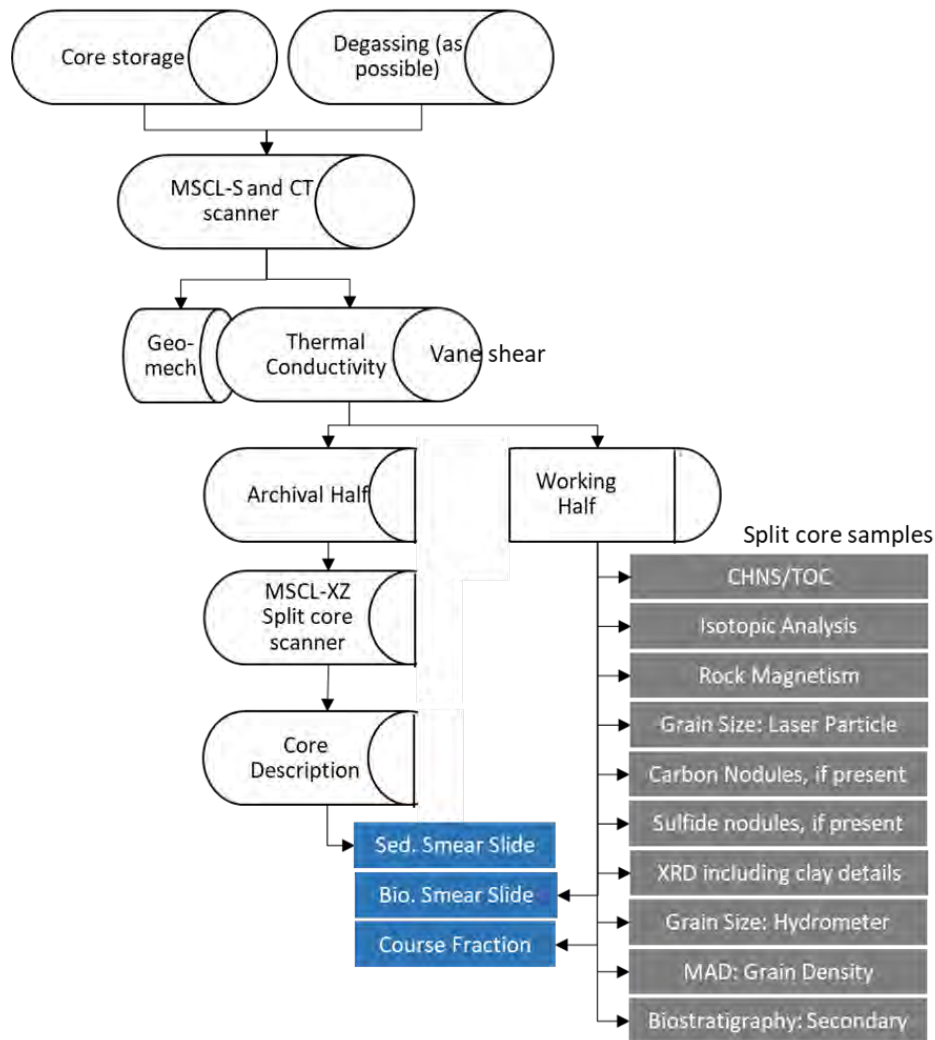 Core storage
Degassing (as
possible)
MSCL-S and CT
scanner
Geo-
mech
Thermal
Conductivity
Vane shear
Archival Half
Working
Half
Split core samples
MSCL-XZ
Split core
scanner
Core
Description
CHNS/TOC
Isotopic Analysis
Rock Magnetism
Grain Size: Laser Particle
Carbon Nodules, if present
Sulfide nodules, if present
XRD including clay details
Grain Size: Hydrometer
MAD: Grain Density
Biostratigraphy: Secondary
Sed. Smear Slide
Bio. Smear Slide
Course Fraction